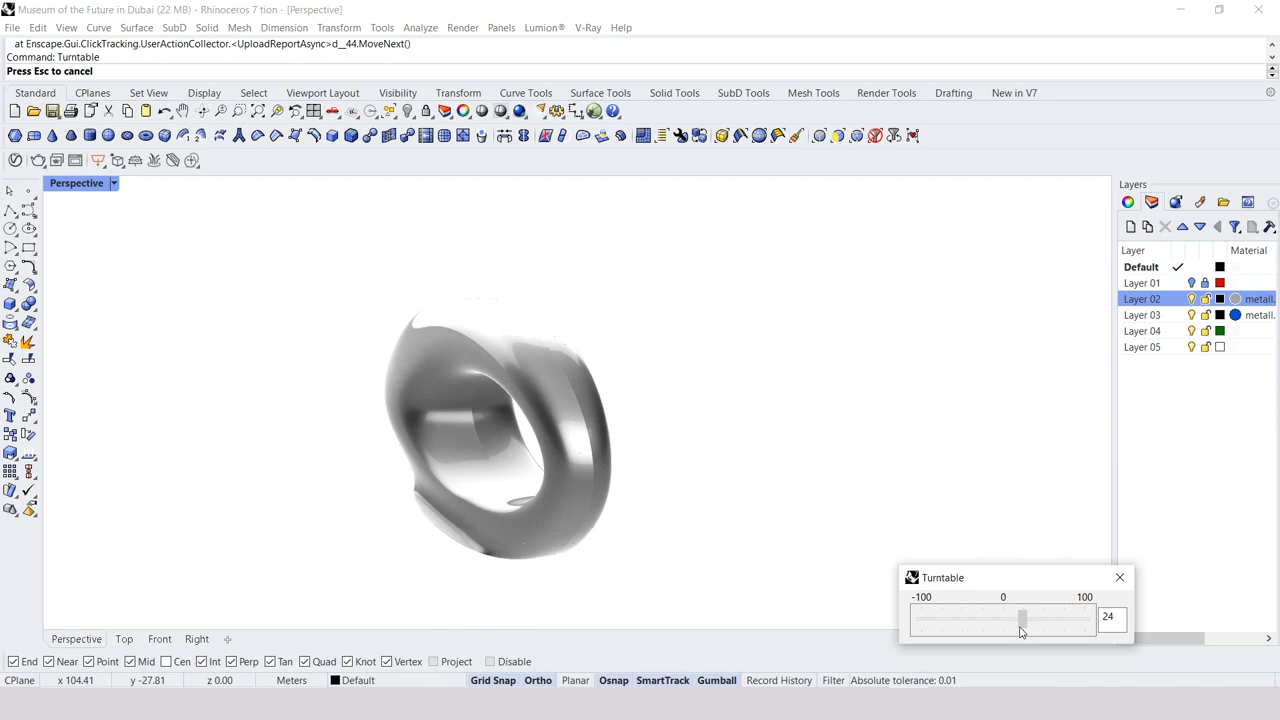 Museum of the Future in Dubai (22 MB) - Rhinoceros 7 tion - [Perspective]
File Edit View Curve Surface SubD Solid Mesh Dimension Transform Tools Analyze Render Panels Lumion® V-Ray Help
at Enscape.Gui.ClickTracking.UserActionCollector.<UploadReportAsync>d__44.MoveNext()
Command: Turntable
Press Esc to cancel
Standard CPlanes Set View Display Select Viewport Layout Visibility Transform Curve Tools Surface Tools Solid Tools SubD Tools Mesh Tools Render Tools Drafting New in V7
Perspective
Layers
Layer Material
Default
Layer 01
Layer 02 metall.
Layer 03 metall.
Layer 04
Layer 05
Turntable
-100 0 100
24
Perspective Top Front Right
End Near Point Mid Cen Int Perp Tan Quad Knot Vertex Project Disable
CPlane x 104.41 y -27.81 z 0.00 Meters Default Grid Snap Ortho Planar Osnap SmartTrack Gumball Record History Filter Absolute tolerance: 0.01